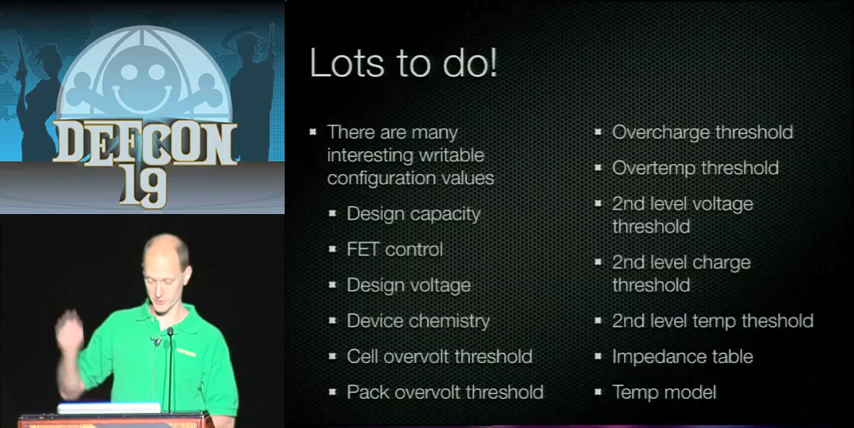 DEFCON
19
Lots to do!
There are many
interesting writable
configuration values
Design capacity
FET control
Design voltage
Device chemistry
Cell overvolt threshold
Pack overvolt threshold
Overcharge threshold
Overtemp threshold
2nd level voltage
threshold
2nd level charge
threshold
2nd level temp theshold
Impedance table
Temp model